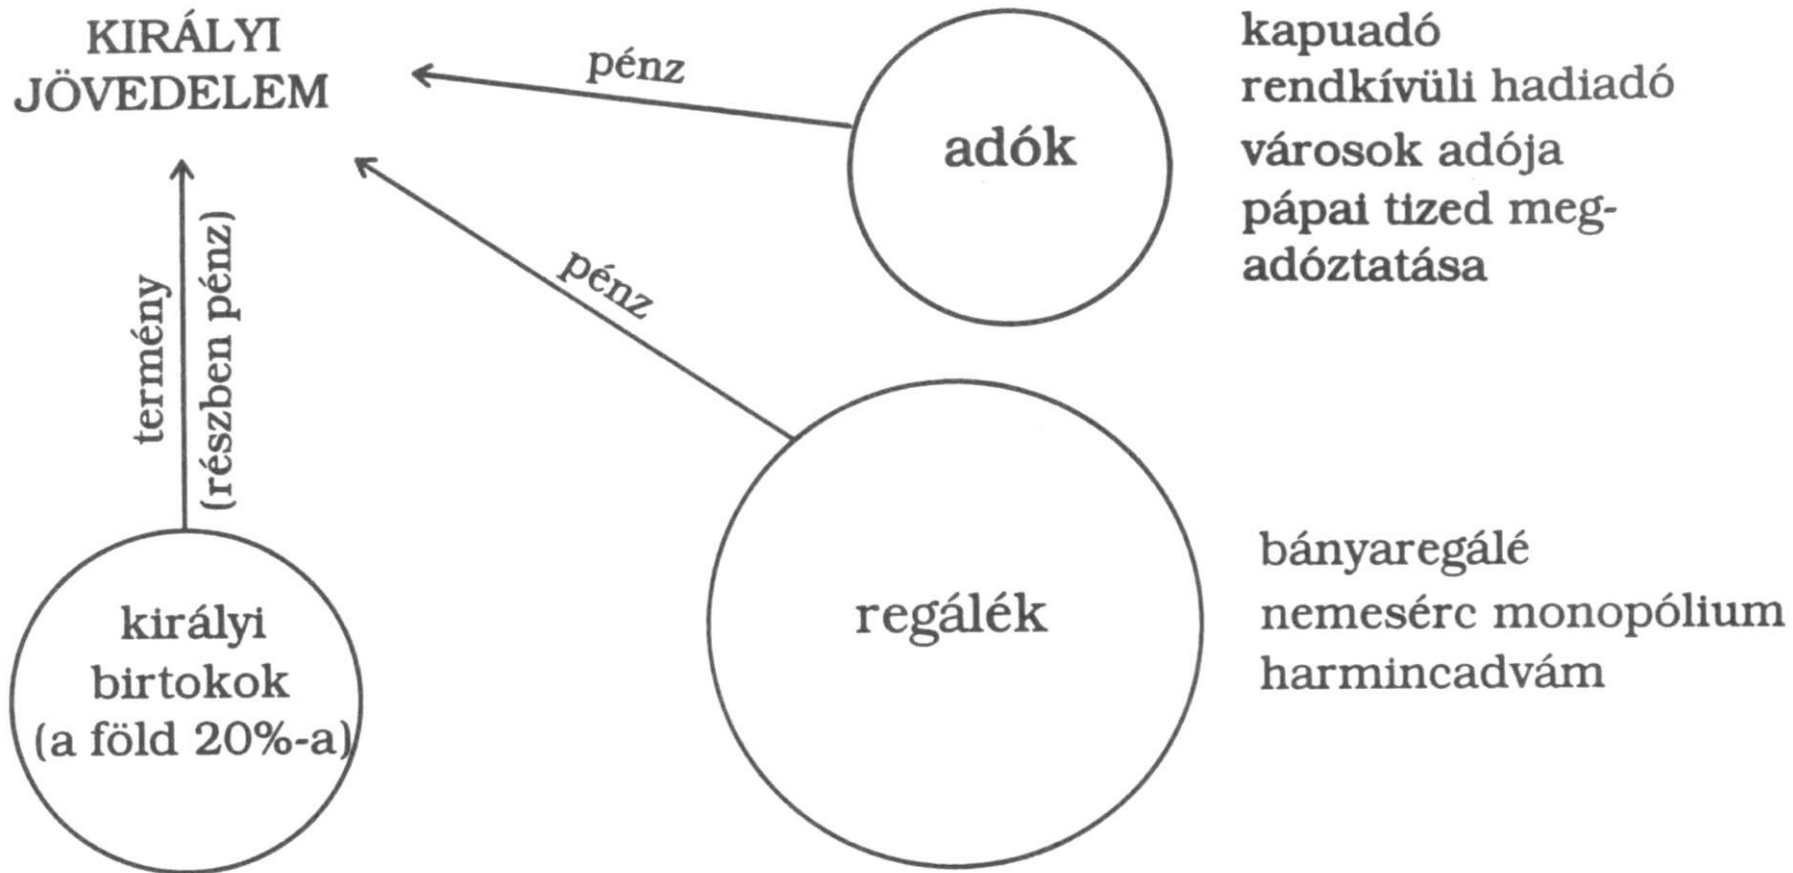 KIRÁLYI
JÖVEDELEM
pénz
adók
kapuadó
rendkívüli hadiadó
városok adója
pápai tized meg-
adóztatása
termény
(részben pénz)
pénz
regálék
bányaregálé
nemesérc monopólium
harmincadvám
királyi
birtokok
(a föld 20%-a)